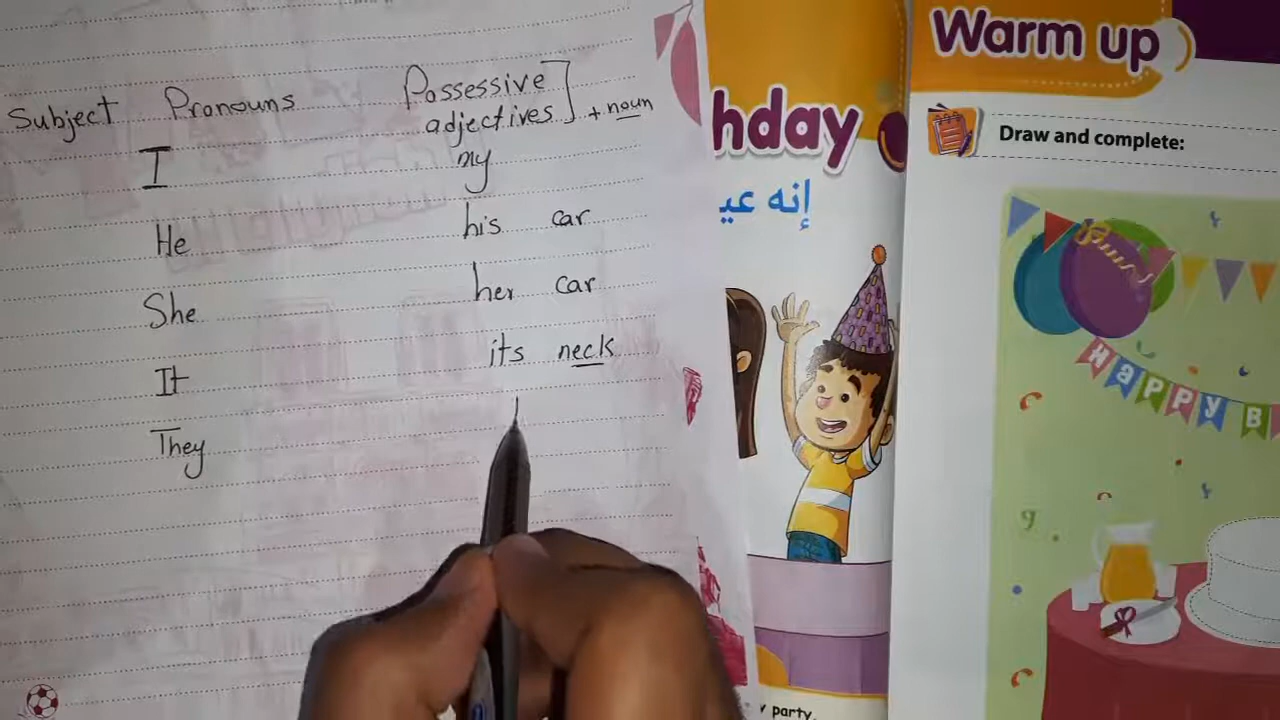 Subject Pronouns
Possessive
adjectives + noun
I my
He his car
She her car
It its neck
They
hday
إنه عي
y party
Warm up
Draw and complete:
HAPPY B